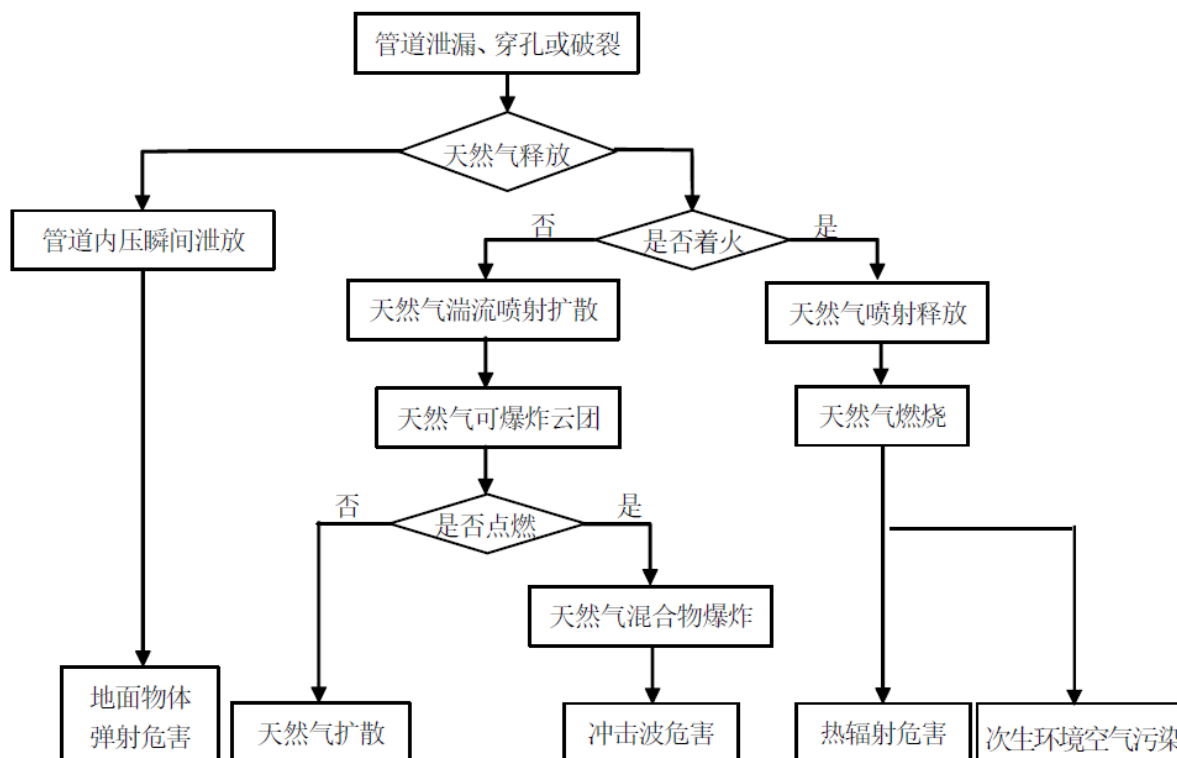 管道泄漏、穿孔或破裂
天然气释放
管道内压瞬间泄放
否
是否着火
是
天然气湍流喷射扩散
天然气喷射释放
天然气可爆炸云团
天然气燃烧
否
是否点燃
是
天然气混合物爆炸
地面物体
弹射危害
天然气扩散
冲击波危害
热辐射危害
次生环境空气污染